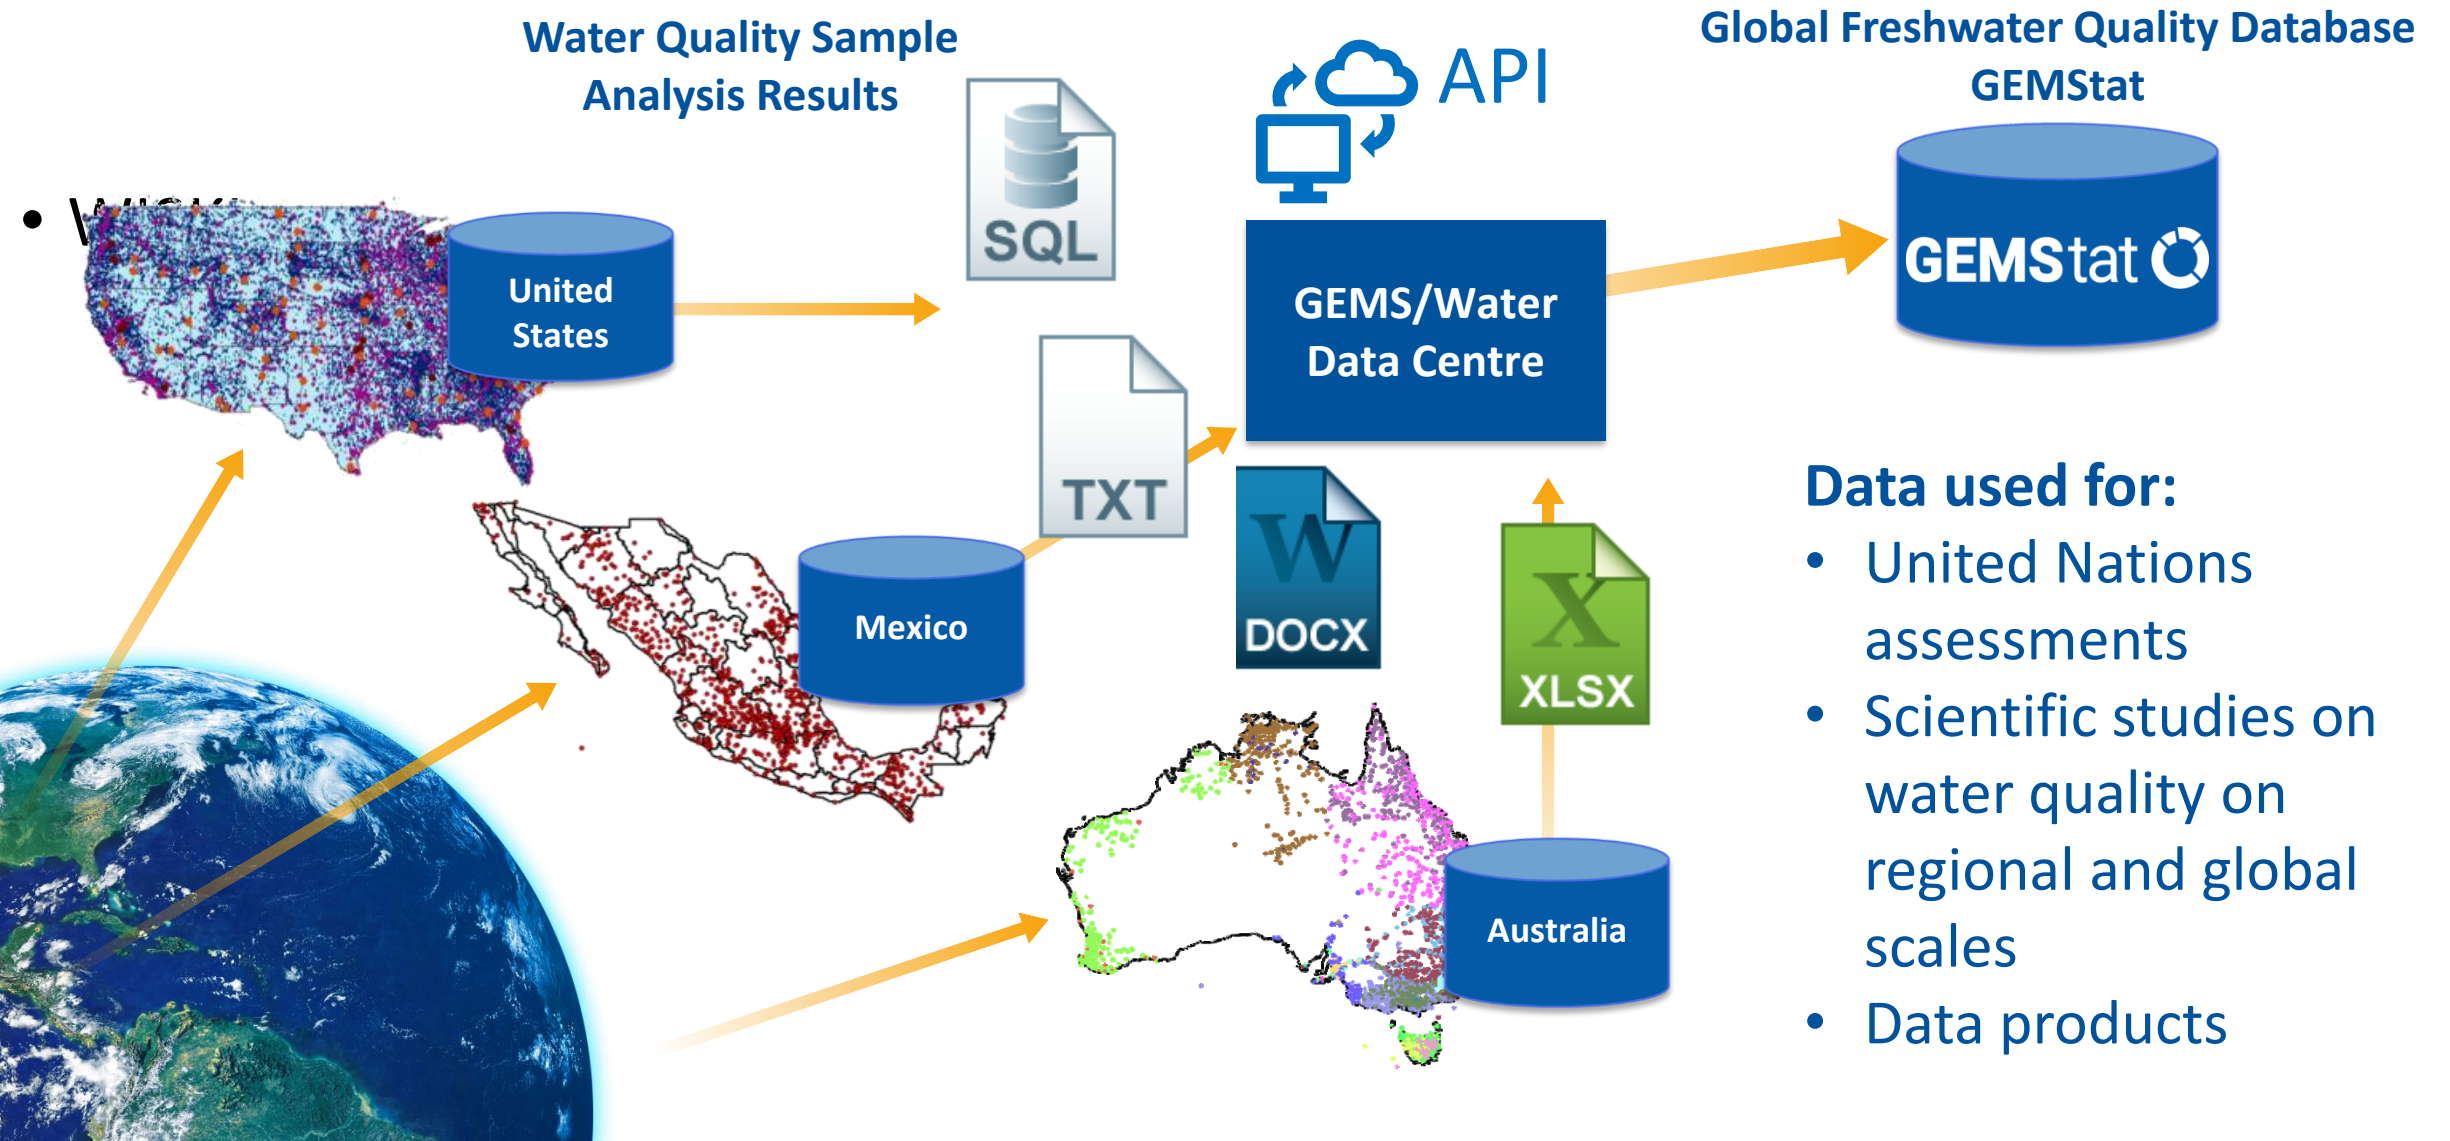 Water Quality Sample
Analysis Results
API
Global Freshwater Quality Database
GEMStat
SQL
United
States
GEMS/Water
Data Centre
GEMStat
TXT
Mexico
DOCX
XLSX
Australia
Data used for:
• United Nations
assessments
• Scientific studies on
water quality on
regional and global
scales
• Data products